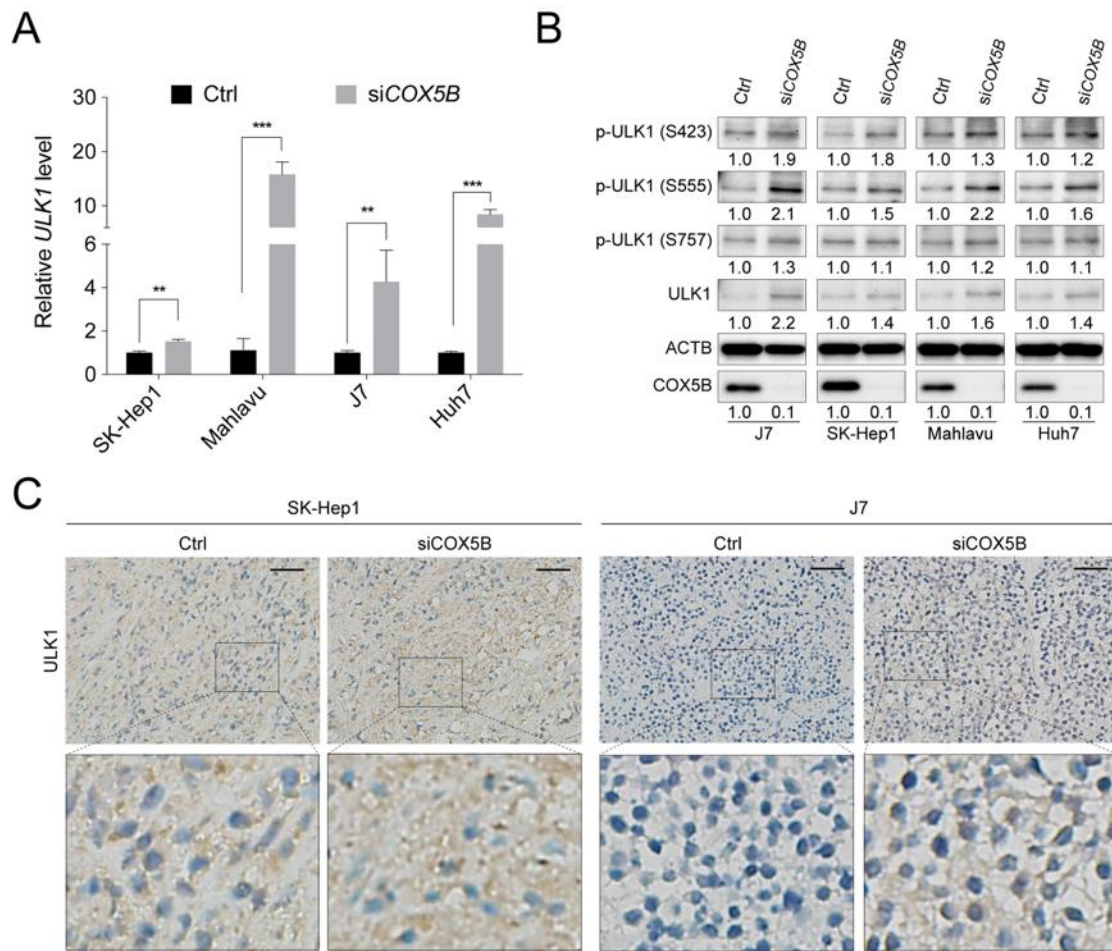 A
Ctrl
siCOX5B
Relative ULK1 level
30
20
10
6
4
2
0
**
***
**
***
SK-Hep1
Mahlavu
J7
Huh7
B
Ctrl siCOX5B Ctrl siCOX5B Ctrl siCOX5B Ctrl siCOX5B
p-ULK1 (S423)
1.0 1.9 1.0 1.8 1.0 1.3 1.0 1.2
p-ULK1 (S555)
1.0 2.1 1.0 1.5 1.0 2.2 1.0 1.6
p-ULK1 (S757)
1.0 1.3 1.0 1.1 1.0 1.2 1.0 1.1
ULK1
1.0 2.2 1.0 1.4 1.0 1.6 1.0 1.4
ACTB
COX5B
1.0 0.1 1.0 0.1 1.0 0.1 1.0 0.1
J7 SK-Hep1 Mahlavu Huh7
C
SK-Hep1 J7
Ctrl siCOX5B Ctrl siCOX5B
ULK1